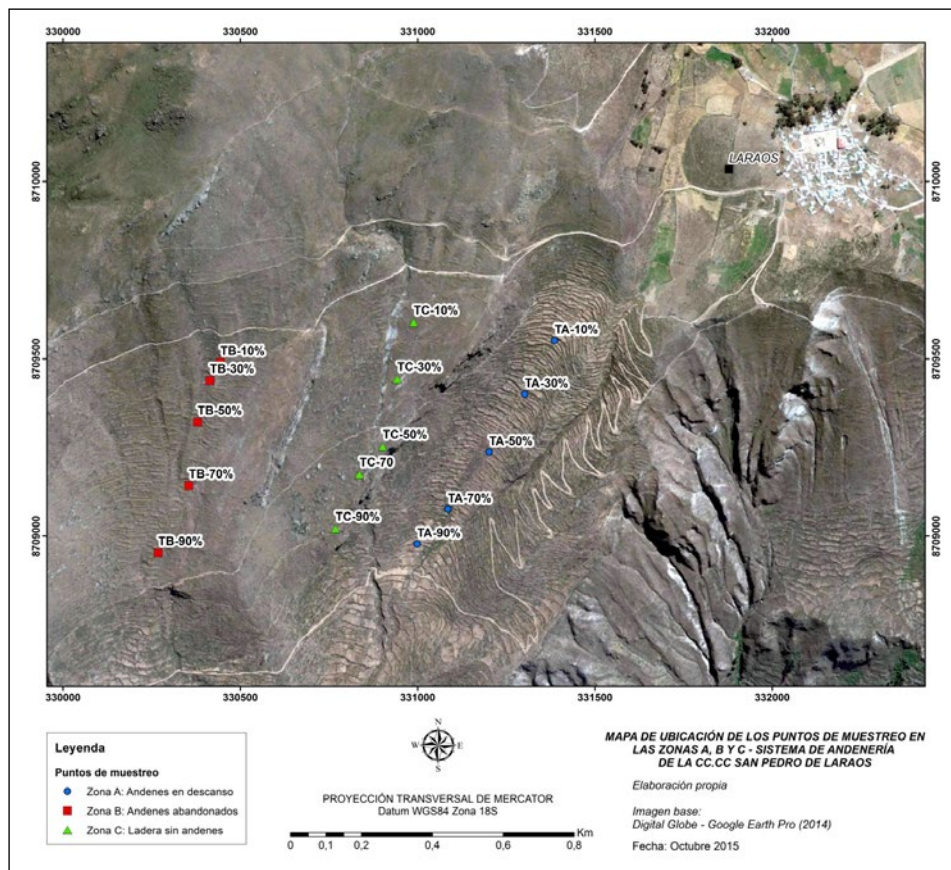 330000 330500 331000 331500 332000
8710000 8710000
LARAOS
TC-10%
TA-10%
TB-10%
TB-30%
TC-30%
TA-30%
8709500 8709500
TB-50%
TC-50%
TA-50%
TC-70
TB-70%
TA-70%
TC-90%
TA-90%
TB-90%
8709000 8709000
330000 330500 331000 331500 332000
Leyenda
Puntos de muestreo
Zona A: Andenes en descanso
Zona B: Andenes abandonados
Zona C: Ladera sin andenes
N
W E
S
PROYECCIÓN TRANSVERSAL DE MERCATOR
Datum WGS84 Zona 18S
Km
0 0,1 0,2 0,4 0,6 0,8
MAPA DE UBICACIÓN DE LOS PUNTOS DE MUESTREO EN
LAS ZONAS A, B Y C - SISTEMA DE ANDENERÍA
DE LA CC.CC SAN PEDRO DE LARAOS
Elaboración propia
Imagen base:
Digital Globe - Google Earth Pro (2014)
Fecha: Octubre 2015